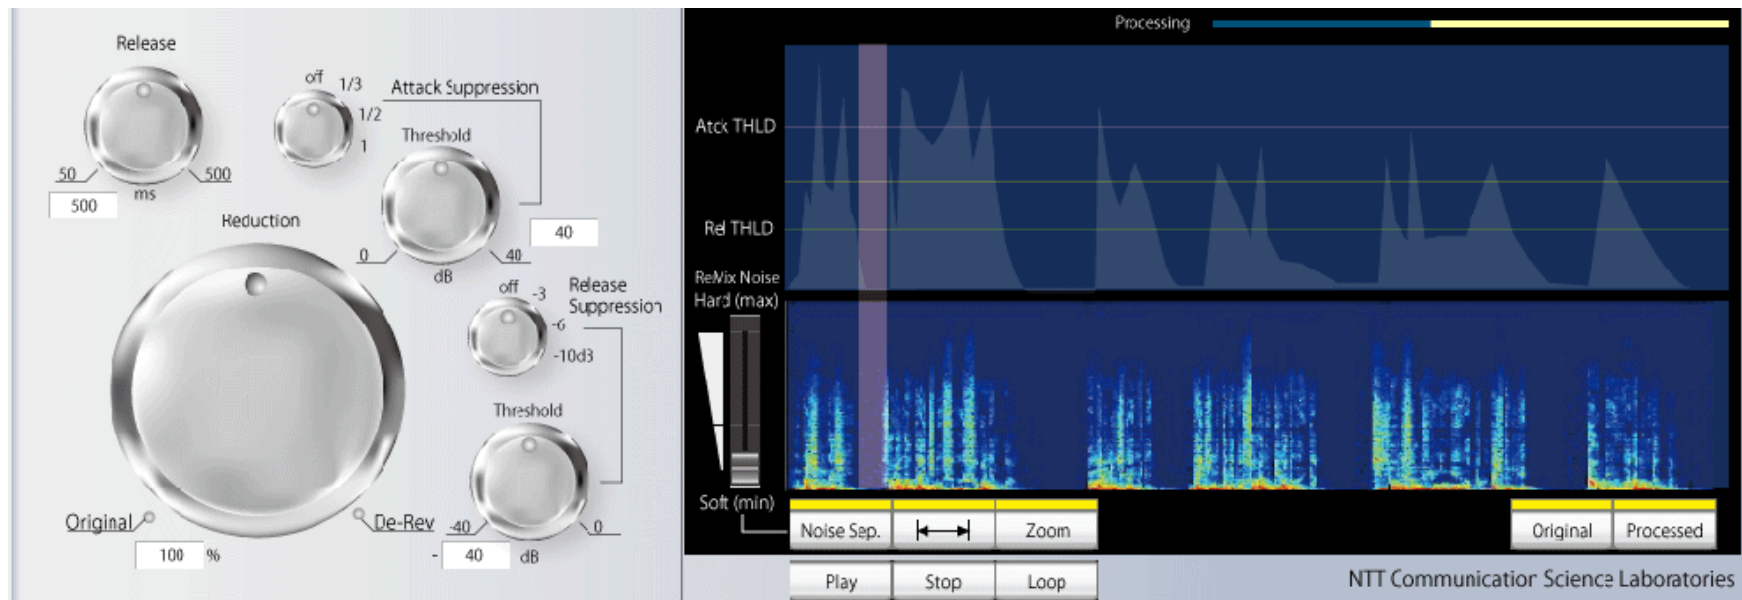 Release
50
500
ms
500
off
1/3
1/2
1
Attack Suppression
Threshold
0
40
dB
40
Reduction
Original
De-Rev
100 %
off
-3
-6
-10d3
Release
Suppression
Threshold
-40
0
- 40 dB
Processing
Atck THLD
Rel THLD
ReMix Noise
Hard (max)
Soft (min)
Noise Sep.
Zoom
Original
Processed
Play
Stop
Loop
NTT Communication Science Laboratories